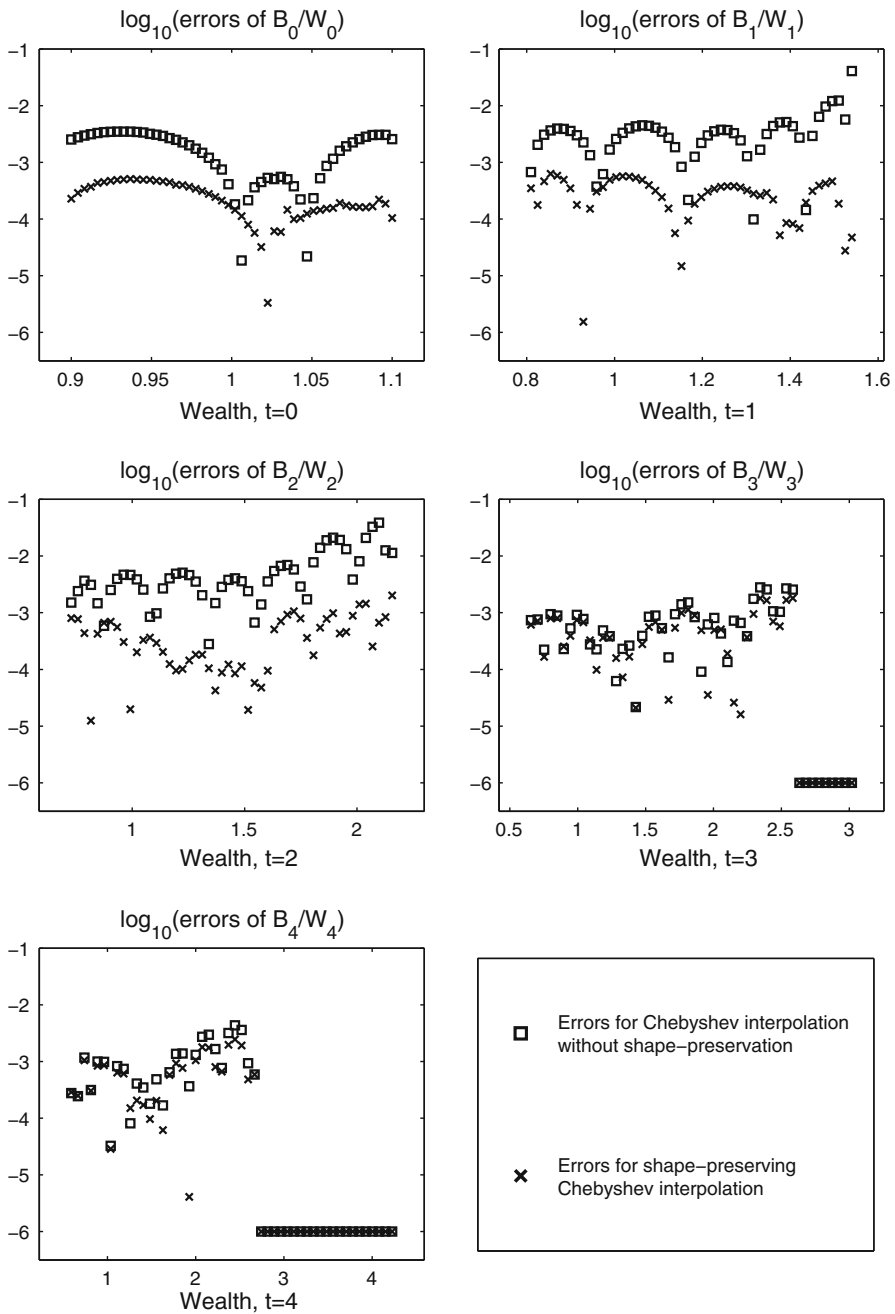 log10(errors of B0/W0)
−1
−2
−3
−4
−5
−6
0.9 0.95 1 1.05 1.1
Wealth, t=0
log10(errors of B1/W1)
−1
−2
−3
−4
−5
−6
0.8 1 1.2 1.4 1.6
Wealth, t=1
log10(errors of B2/W2)
−1
−2
−3
−4
−5
−6
1 1.5 2
Wealth, t=2
log10(errors of B3/W3)
−1
−2
−3
−4
−5
−6
0.5 1 1.5 2 2.5 3
Wealth, t=3
log10(errors of B4/W4)
−1
−2
−3
−4
−5
−6
1 2 3 4
Wealth, t=4
Errors for Chebyshev interpolation
without shape−preservation
Errors for shape−preserving
Chebyshev interpolation